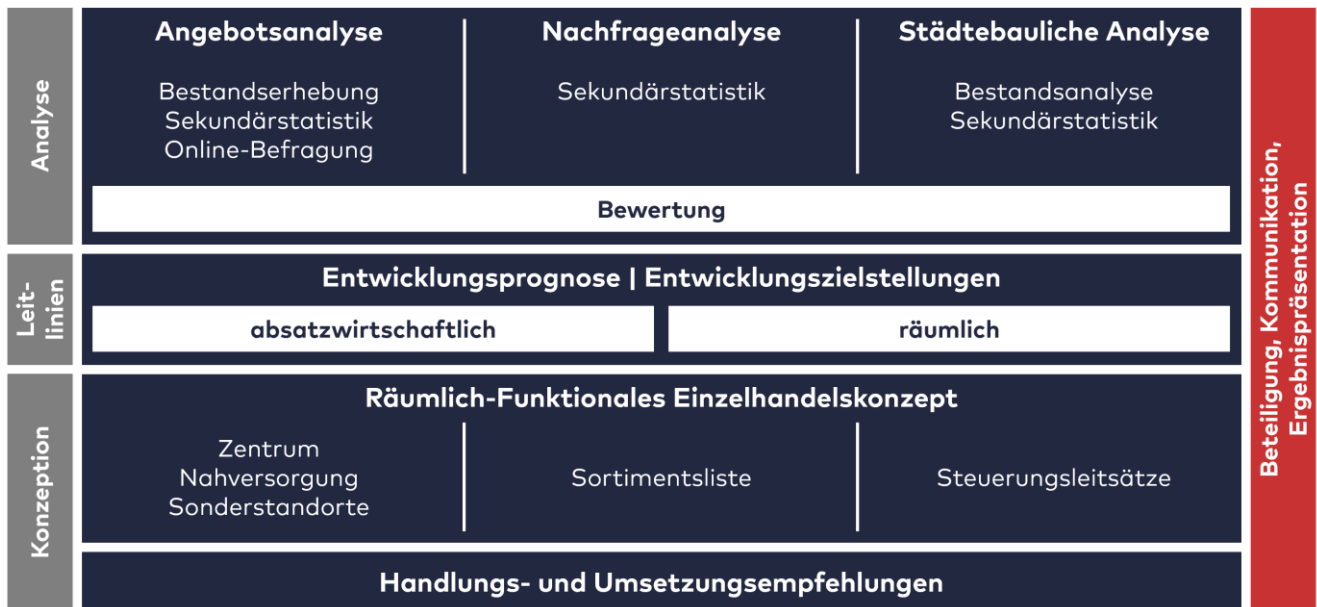 Analyse
Angebotsanalyse
Bestandserhebung
Sekundärstatistik
Online-Befragung
Nachfrageanalyse
Sekundärstatistik
Städtebauliche Analyse
Bestandsanalyse
Sekundärstatistik
Bewertung
Leit-
linien
Entwicklungsprognose | Entwicklungszielstellungen
absatzwirtschaftlich
räumlich
Konzeption
Räumlich-Funktionales Einzelhandelskonzept
Zentrum
Nahversorgung
Sonderstandorte
Sortimentsliste
Steuerungsleitsätze
Handlungs- und Umsetzungsempfehlungen
Beteiligung, Kommunikation,
Ergebnispräsentation